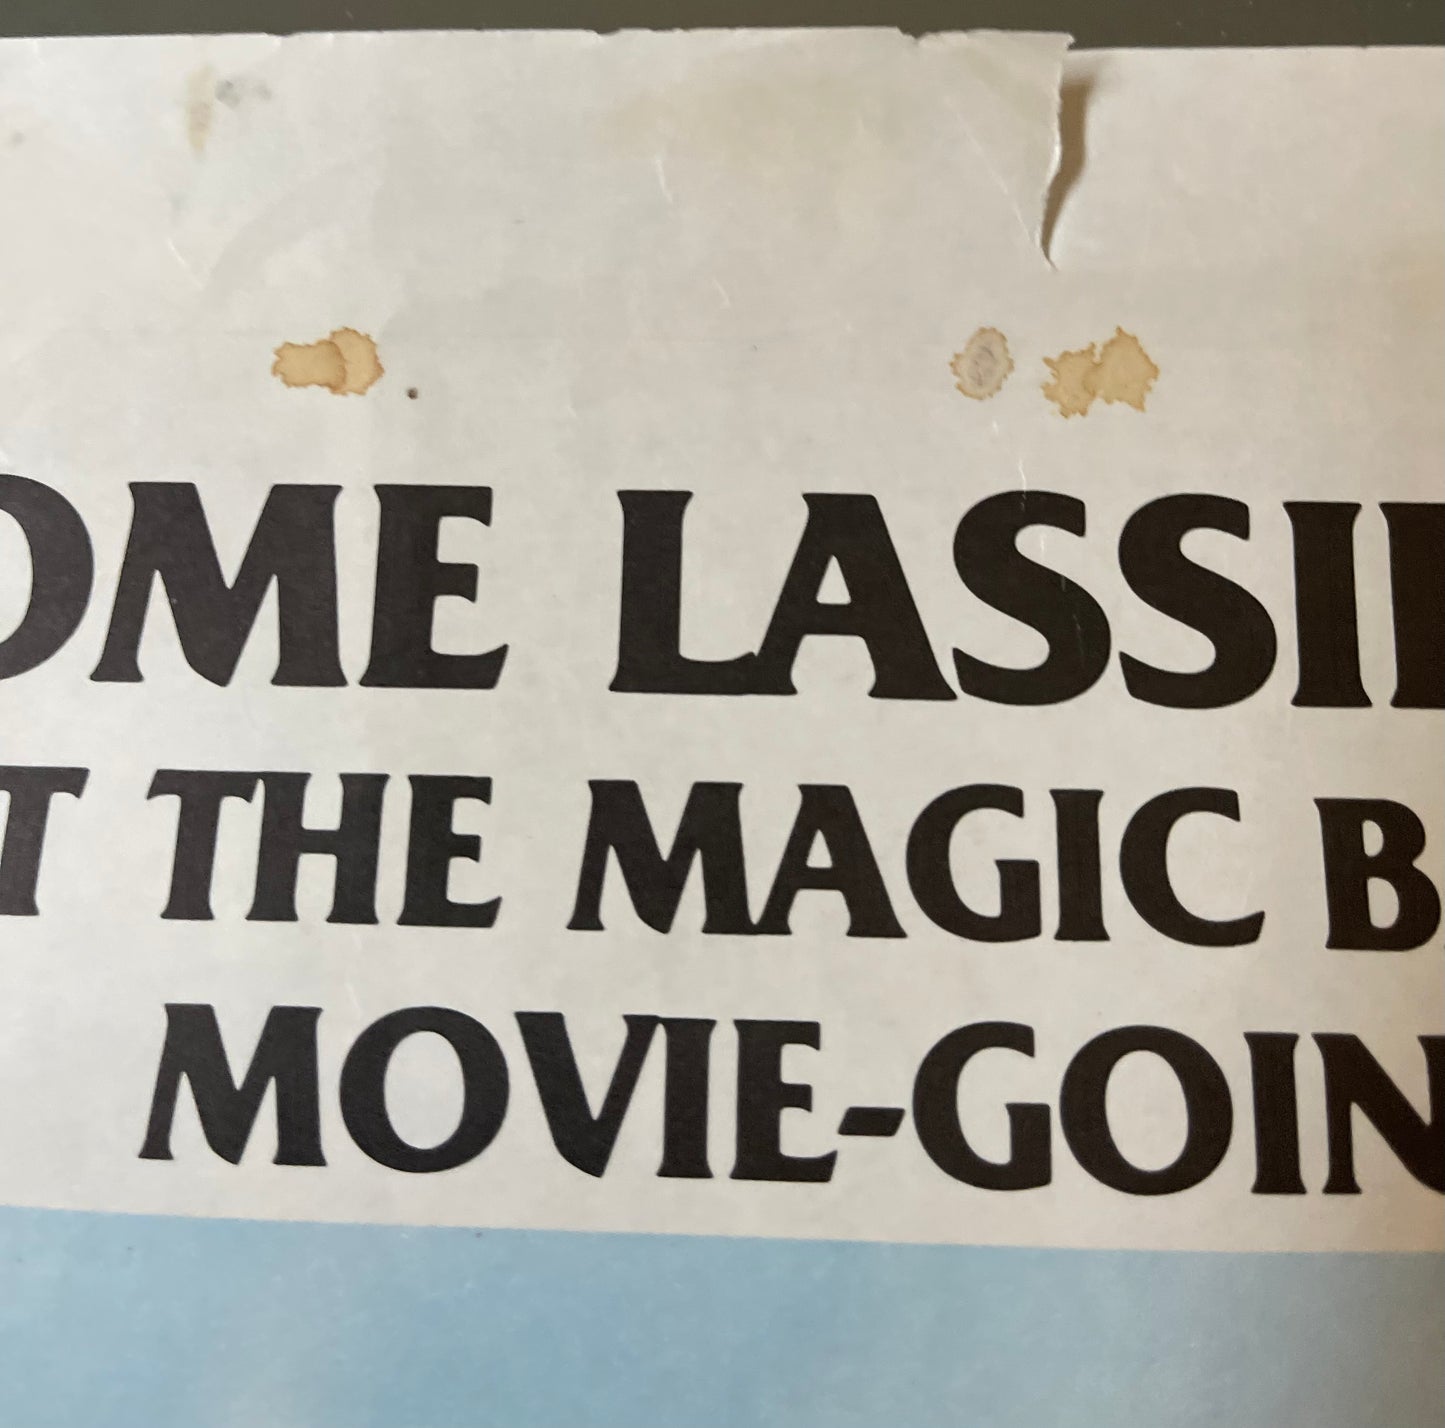 OME LASSI
T THE MAGIC B
MOVIE-GOIN